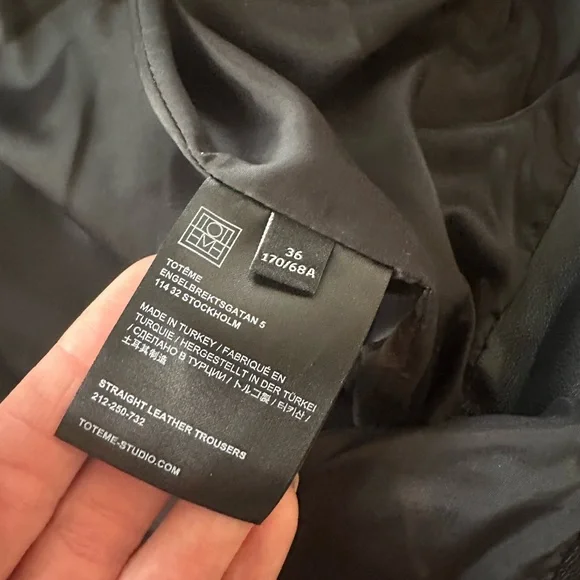 TOT
EME
36
170/68A
TOTÊME
ENGELBREKTSGATAN 5
114 32 STOCKHOLM
MADE IN TURKEY / FABRIQUÉ EN
TURQUIE / HERGESTELLT IN DER TÜRKEI
/ СДЕЛАНО В ТУРЦИИ / トルコ製 / 터키산 /
土耳其制造
STRAIGHT LEATHER TROUSERS
212-250-732
TOTEME-STUDIO.COM